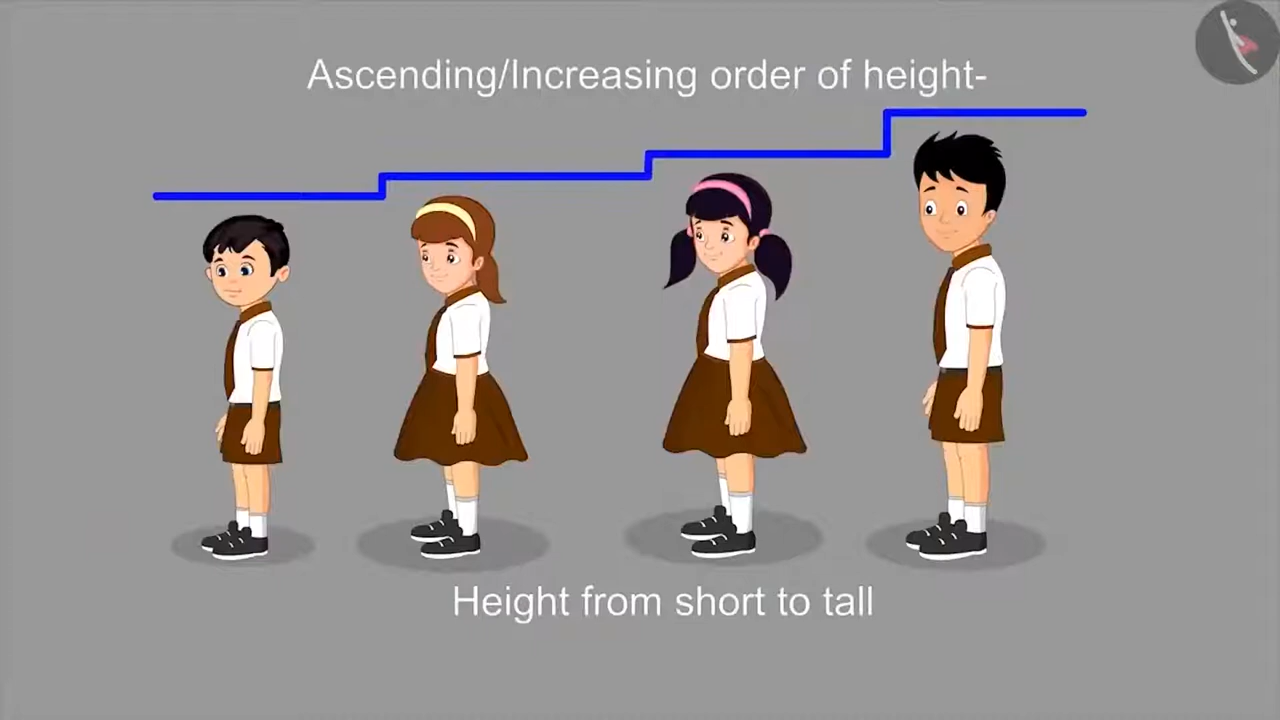 Ascending/Increasing order of height-
Height from short to tall